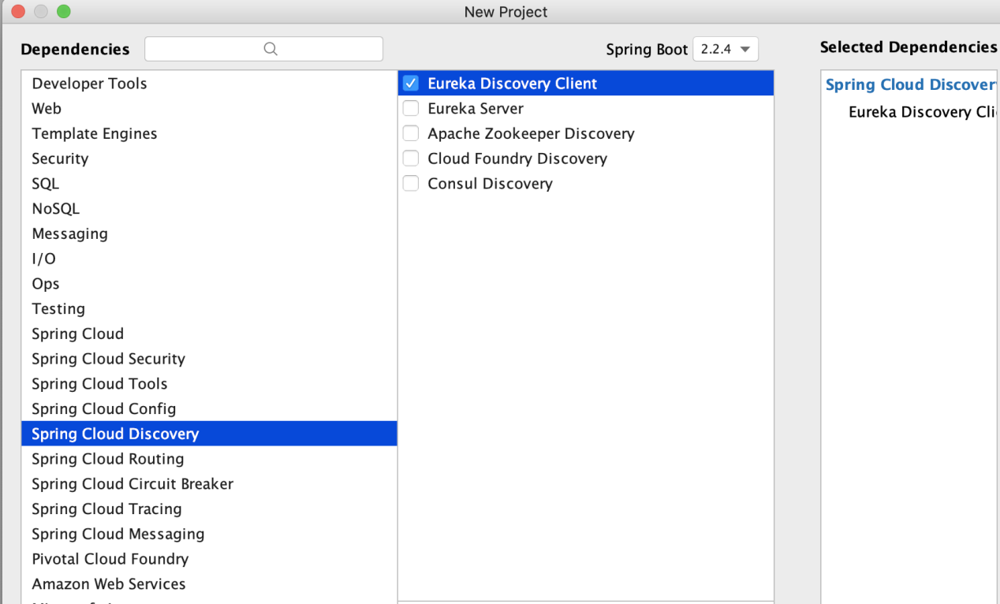 New Project
Dependencies
Spring Boot 2.2.4
Selected Dependencies
Developer Tools
Web
Template Engines
Security
SQL
NoSQL
Messaging
I/O
Ops
Testing
Spring Cloud
Spring Cloud Security
Spring Cloud Tools
Spring Cloud Config
Spring Cloud Discovery
Spring Cloud Routing
Spring Cloud Circuit Breaker
Spring Cloud Tracing
Spring Cloud Messaging
Pivotal Cloud Foundry
Amazon Web Services
Eureka Discovery Client
Eureka Server
Apache Zookeeper Discovery
Cloud Foundry Discovery
Consul Discovery
Spring Cloud Discover
Eureka Discovery Cli